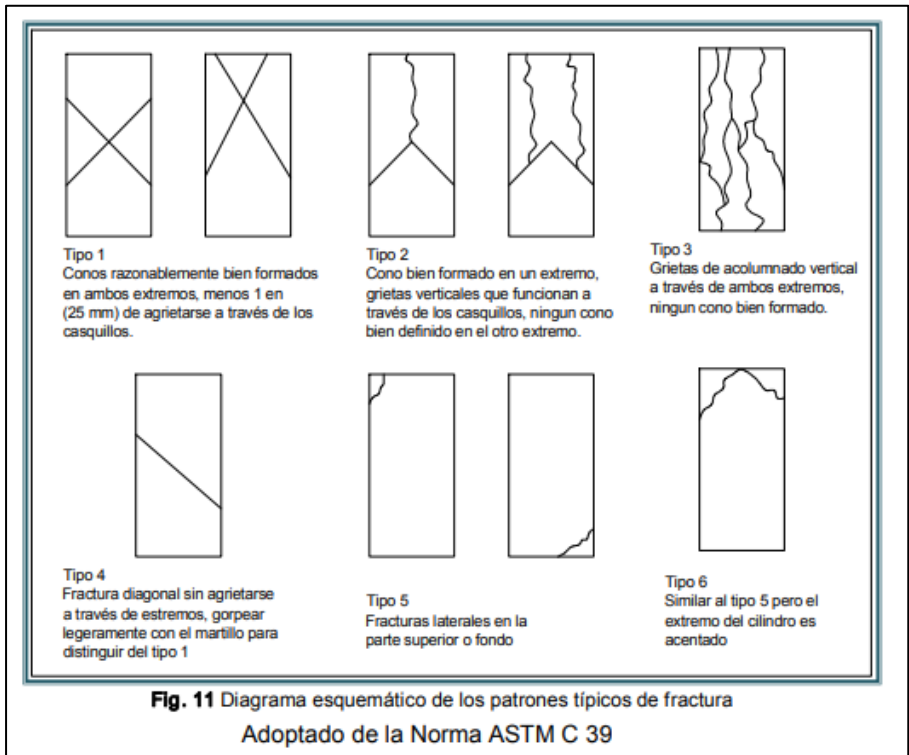 Tipo 1
Conos razonablemente bien formados
en ambos extremos, menos 1 en
(25 mm) de agrietarse a través de los
casquillos.
Tipo 2
Cono bien formado en un extremo,
grietas verticales que funcionan a
través de los casquillos, ningun cono
bien definido en el otro extremo.
Tipo 3
Grietas de acolumnado vertical
a través de ambos extremos,
ningun cono bien formado.
Tipo 4
Fractura diagonal sin agrietarse
a través de estremos, gorpear
legeramente con el martillo para
distinguir del tipo 1
Tipo 5
Fracturas laterales en la
parte superior o fondo
Tipo 6
Similar al tipo 5 pero el
extremo del cilindro es
acentado
Fig. 11 Diagrama esquemático de los patrones típicos de fractura
Adoptado de la Norma ASTM C 39